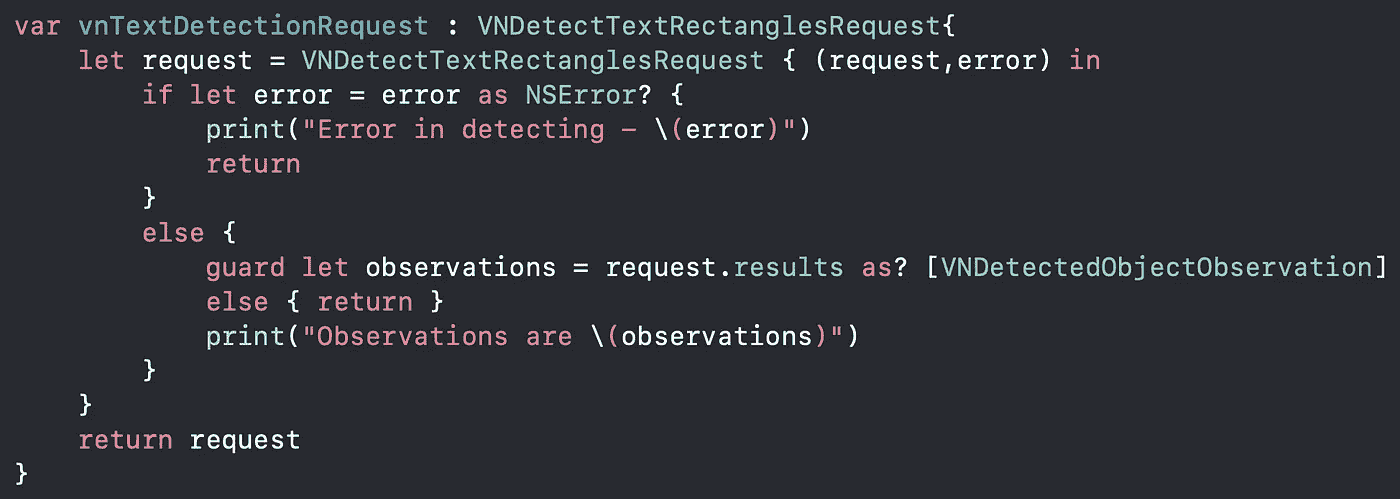 var vnTextDetectionRequest : VNDetectTextRectanglesRequest{
    let request = VNDetectTextRectanglesRequest { (request,error) in
        if let error = error as NSError? {
            print("Error in detecting – \(error)")
            return
        }
        else {
            guard let observations = request.results as? [VNDetectedObjectObservation]
            else { return }
            print("Observations are \(observations)")
        }
    }
    return request
}